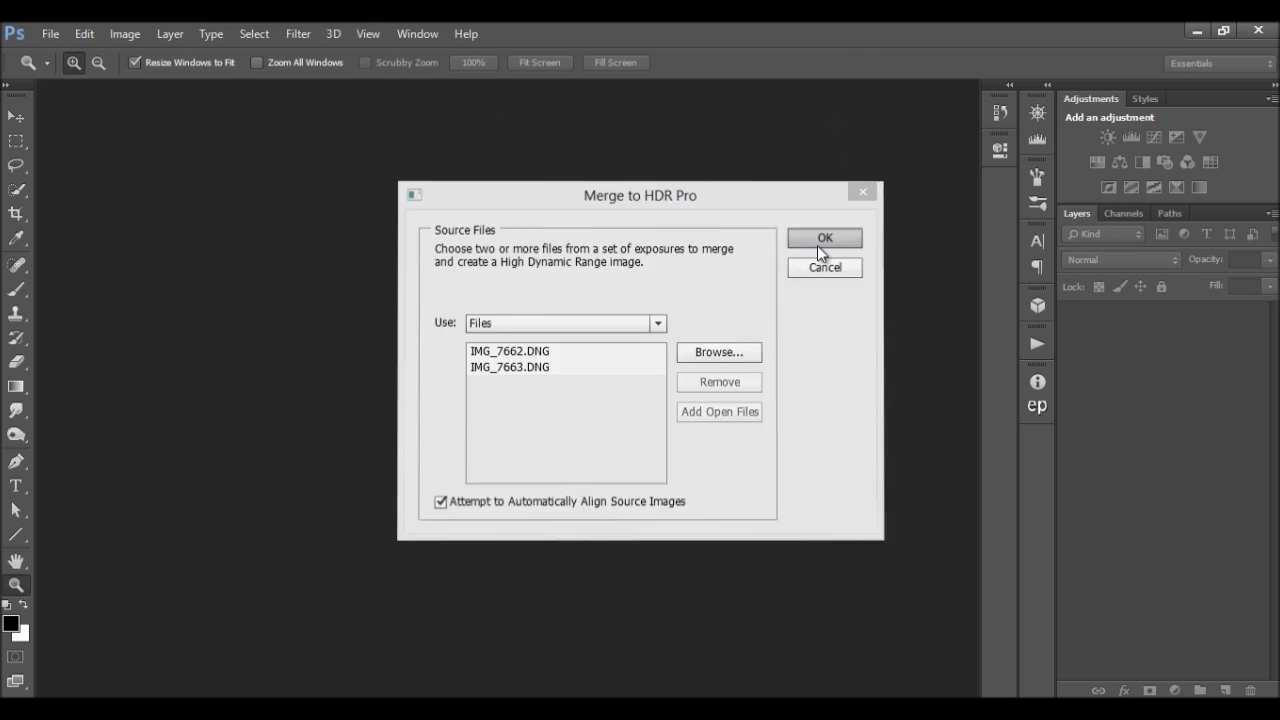 Ps File Edit Image Layer Type Select Filter 3D View Window Help
Resize Windows to Fit Zoom All Windows Scrubby Zoom 100% Fit Screen Fill Screen Essentials
Adjustments Styles
Add an adjustment
Merge to HDR Pro
Source Files
Choose two or more files from a set of exposures to merge
and create a High Dynamic Range image.
OK
Cancel
Use: Files
IMG_7662.DNG
IMG_7663.DNG
Browse...
Remove
Add Open Files
Attempt to Automatically Align Source Images
Layers Channels Paths
Kind
Normal Opacity:
Lock: Fill:
ep